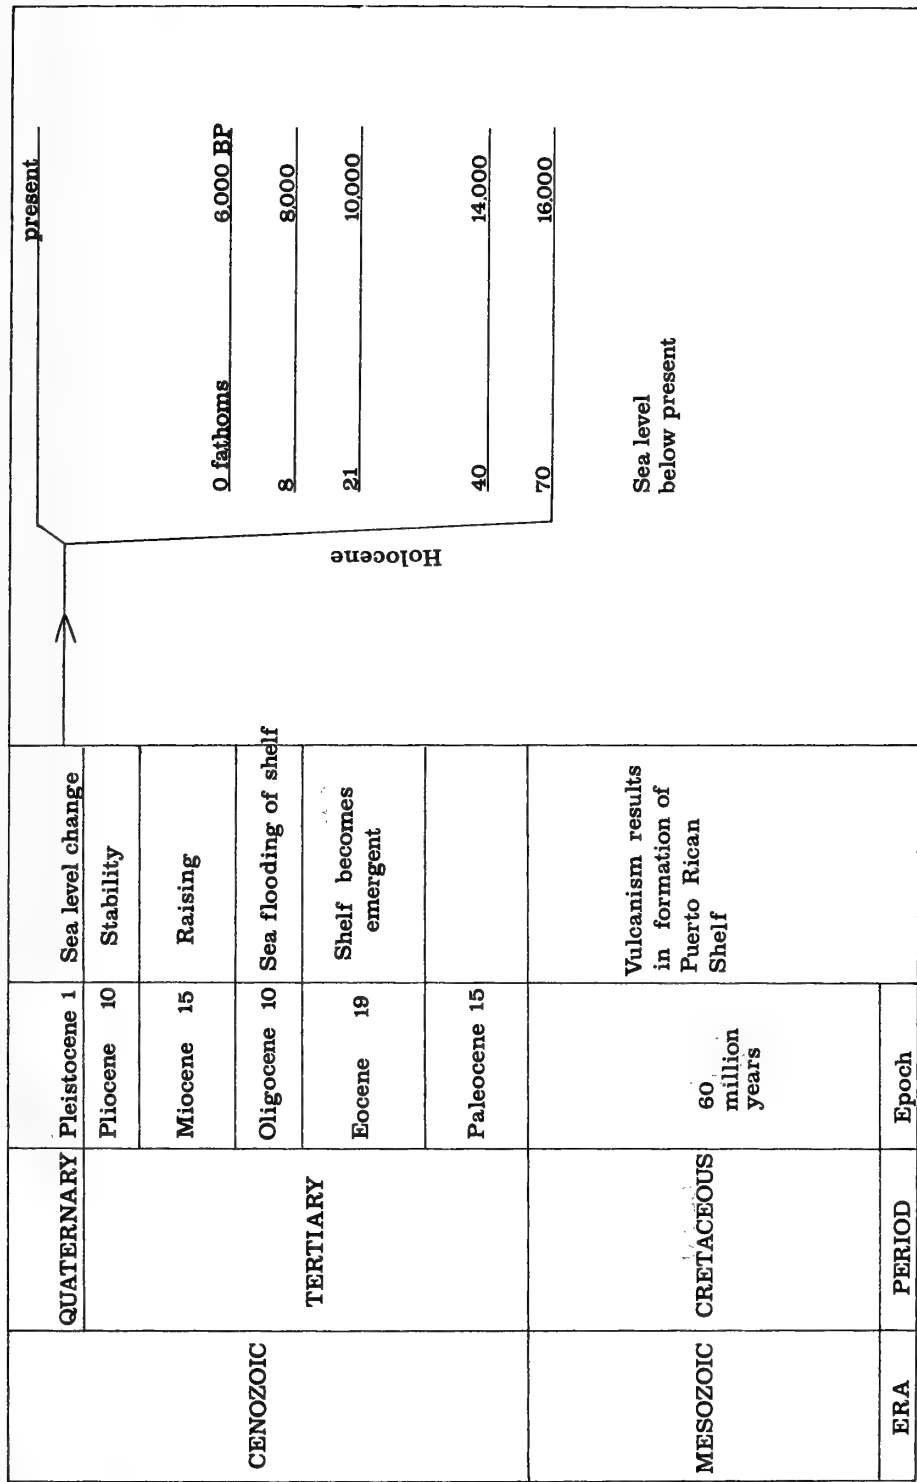 present
0 fathoms 6,000 BP
8 8,000
21 10,000
40 14,000
70 16,000
Holocene
Sea level
below present
CENOZOIC
QUATERNARY
Pleistocene 1
Sea level change
TERTIARY
Pliocene 10
Stability
Miocene 15
Raising
Oligocene 10
Sea flooding of shelf
Eocene 19
Shelf becomes
emergent
Paleocene 15
MESOZOIC
CRETACEOUS
60
million
years
Vulcanism results
in formation of
Puerto Rican
Shelf
ERA
PERIOD
Epoch